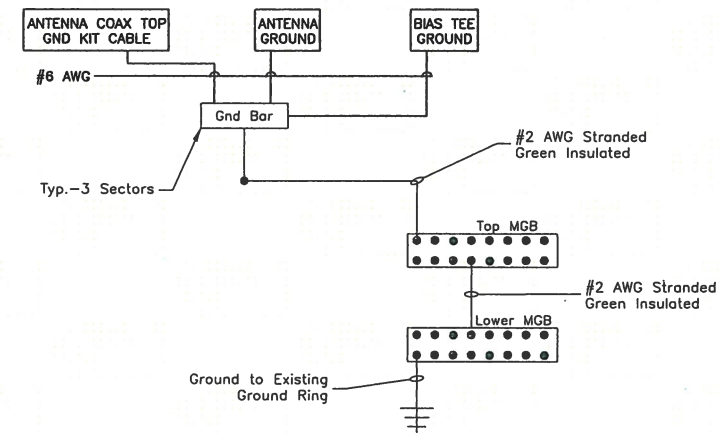 ANTENNA COAX TOP
GND KIT CABLE
ANTENNA
GROUND
BIAS TEE
GROUND
#6 AWG
Gnd Bar
#2 AWG Stranded
Green Insulated
Typ.-3 Sectors
Top MGB
#2 AWG Stranded
Green Insulated
Lower MGB
Ground to Existing
Ground Ring